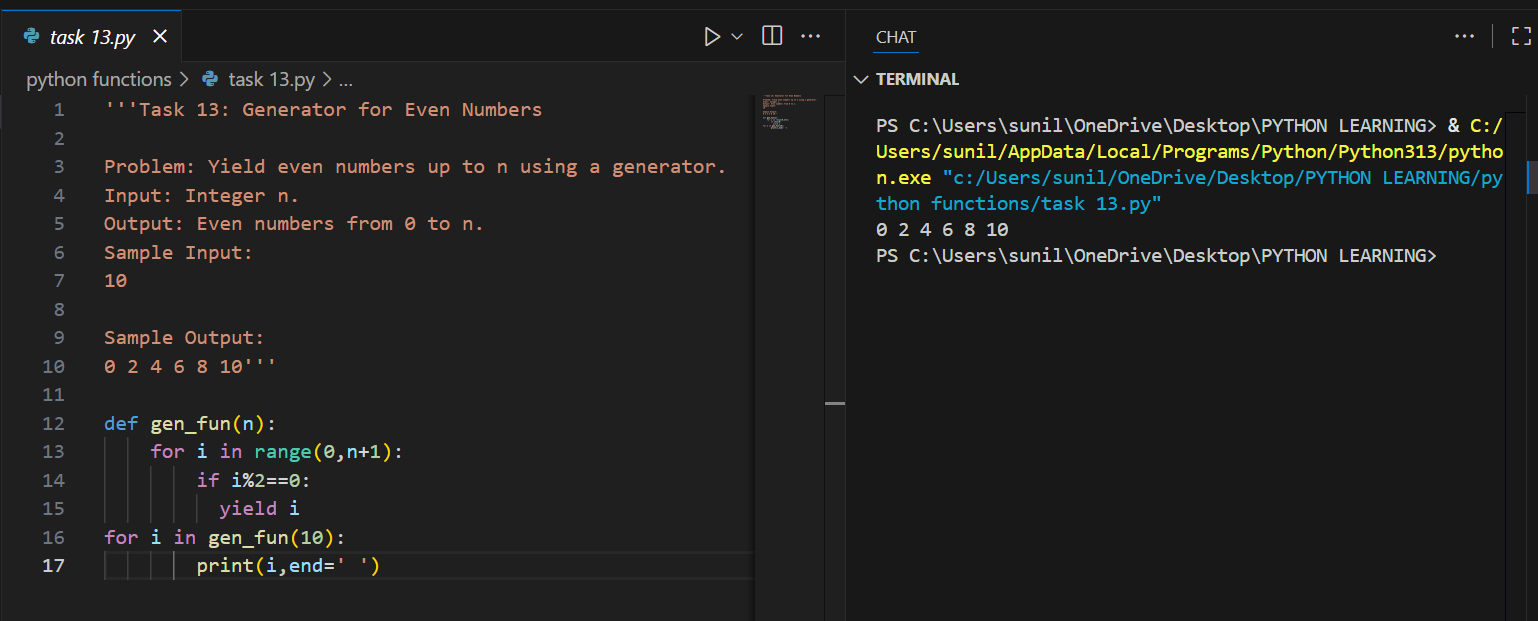 task 13.py
python functions > task 13.py > ...
1 '''Task 13: Generator for Even Numbers
2
3 Problem: Yield even numbers up to n using a generator.
4 Input: Integer n.
5 Output: Even numbers from 0 to n.
6 Sample Input:
7 10
8
9 Sample Output:
10 0 2 4 6 8 10'''
11
12 def gen_fun(n):
13     for i in range(0,n+1):
14         if i%2==0:
15           yield i
16 for i in gen_fun(10):
17         print(i,end=' ')
CHAT
TERMINAL
PS C:\Users\sunil\OneDrive\Desktop\PYTHON LEARNING> & C:/
Users/sunil/AppData/Local/Programs/Python/Python313/pytho
n.exe "c:/Users/sunil/OneDrive/Desktop/PYTHON LEARNING/py
thon functions/task 13.py"
0 2 4 6 8 10
PS C:\Users\sunil\OneDrive\Desktop\PYTHON LEARNING>